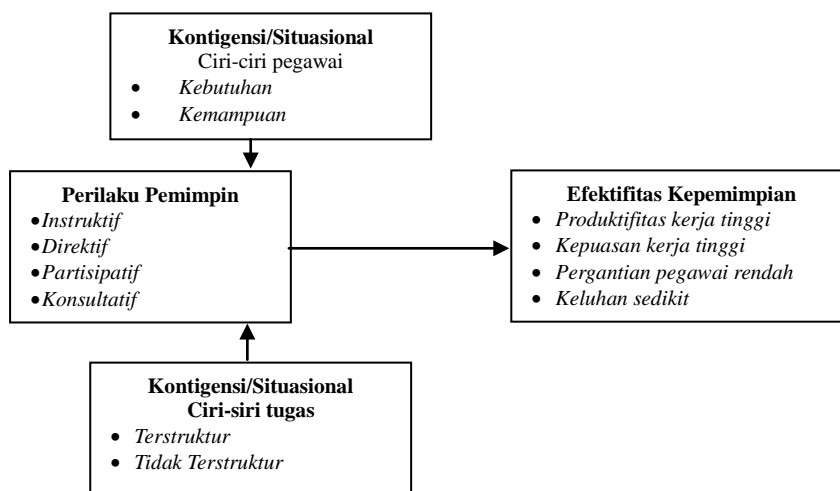 Kontigensi/Situasional
Ciri-ciri pegawai
• Kebutuhan
• Kemampuan
Perilaku Pemimpin
•Instruktif
•Direktif
•Partisipatif
•Konsultatif
Efektifitas Kepemimpian
• Produktifitas kerja tinggi
• Kepuasan kerja tinggi
• Pergantian pegawai rendah
• Keluhan sedikit
Kontigensi/Situasional
Ciri-siri tugas
• Terstruktur
• Tidak Terstruktur